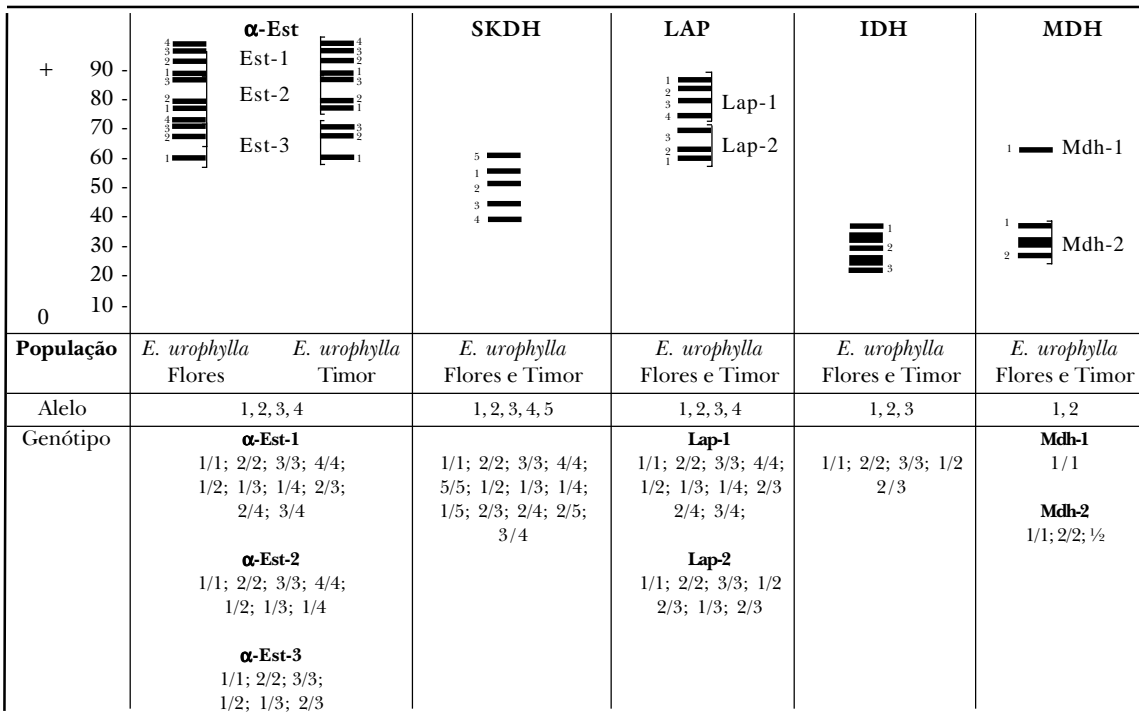 α-Est SKDH LAP IDH MDH
+ 90 -
80 -
70 -
60 -
50 -
40 -
30 -
20 -
10 -
0
4
3
2
1
3
2
1
4
3
2
1
Est-1
Est-2
Est-3
4
3
2
1
3
2
1
3
2
1
5
1
2
3
4
1
2
3
4
Lap-1
3
2
1
Lap-2
1
2
3
1
Mdh-1
1
2
Mdh-2
População E. urophylla E. urophylla E. urophylla E. urophylla E. urophylla E. urophylla
Flores Timor Flores e Timor Flores e Timor Flores e Timor Flores e Timor
Alelo 1, 2, 3, 4 1, 2, 3, 4, 5 1, 2, 3, 4 1, 2, 3 1, 2
Genótipo
α-Est-1
1/1; 2/2; 3/3; 4/4;
1/2; 1/3; 1/4; 2/3;
2/4; 3/4
α-Est-2
1/1; 2/2; 3/3; 4/4;
1/2; 1/3; 1/4
α-Est-3
1/1; 2/2; 3/3;
1/2; 1/3; 2/3
1/1; 2/2; 3/3; 4/4;
5/5; 1/2; 1/3; 1/4;
1/5; 2/3; 2/4; 2/5;
3/4
Lap-1
1/1; 2/2; 3/3; 4/4;
1/2; 1/3; 1/4; 2/3
2/4; 3/4;
Lap-2
1/1; 2/2; 3/3; 1/2
2/3; 1/3; 2/3
1/1; 2/2; 3/3; 1/2
2/3
Mdh-1
1/1
Mdh-2
1/1; 2/2; ½